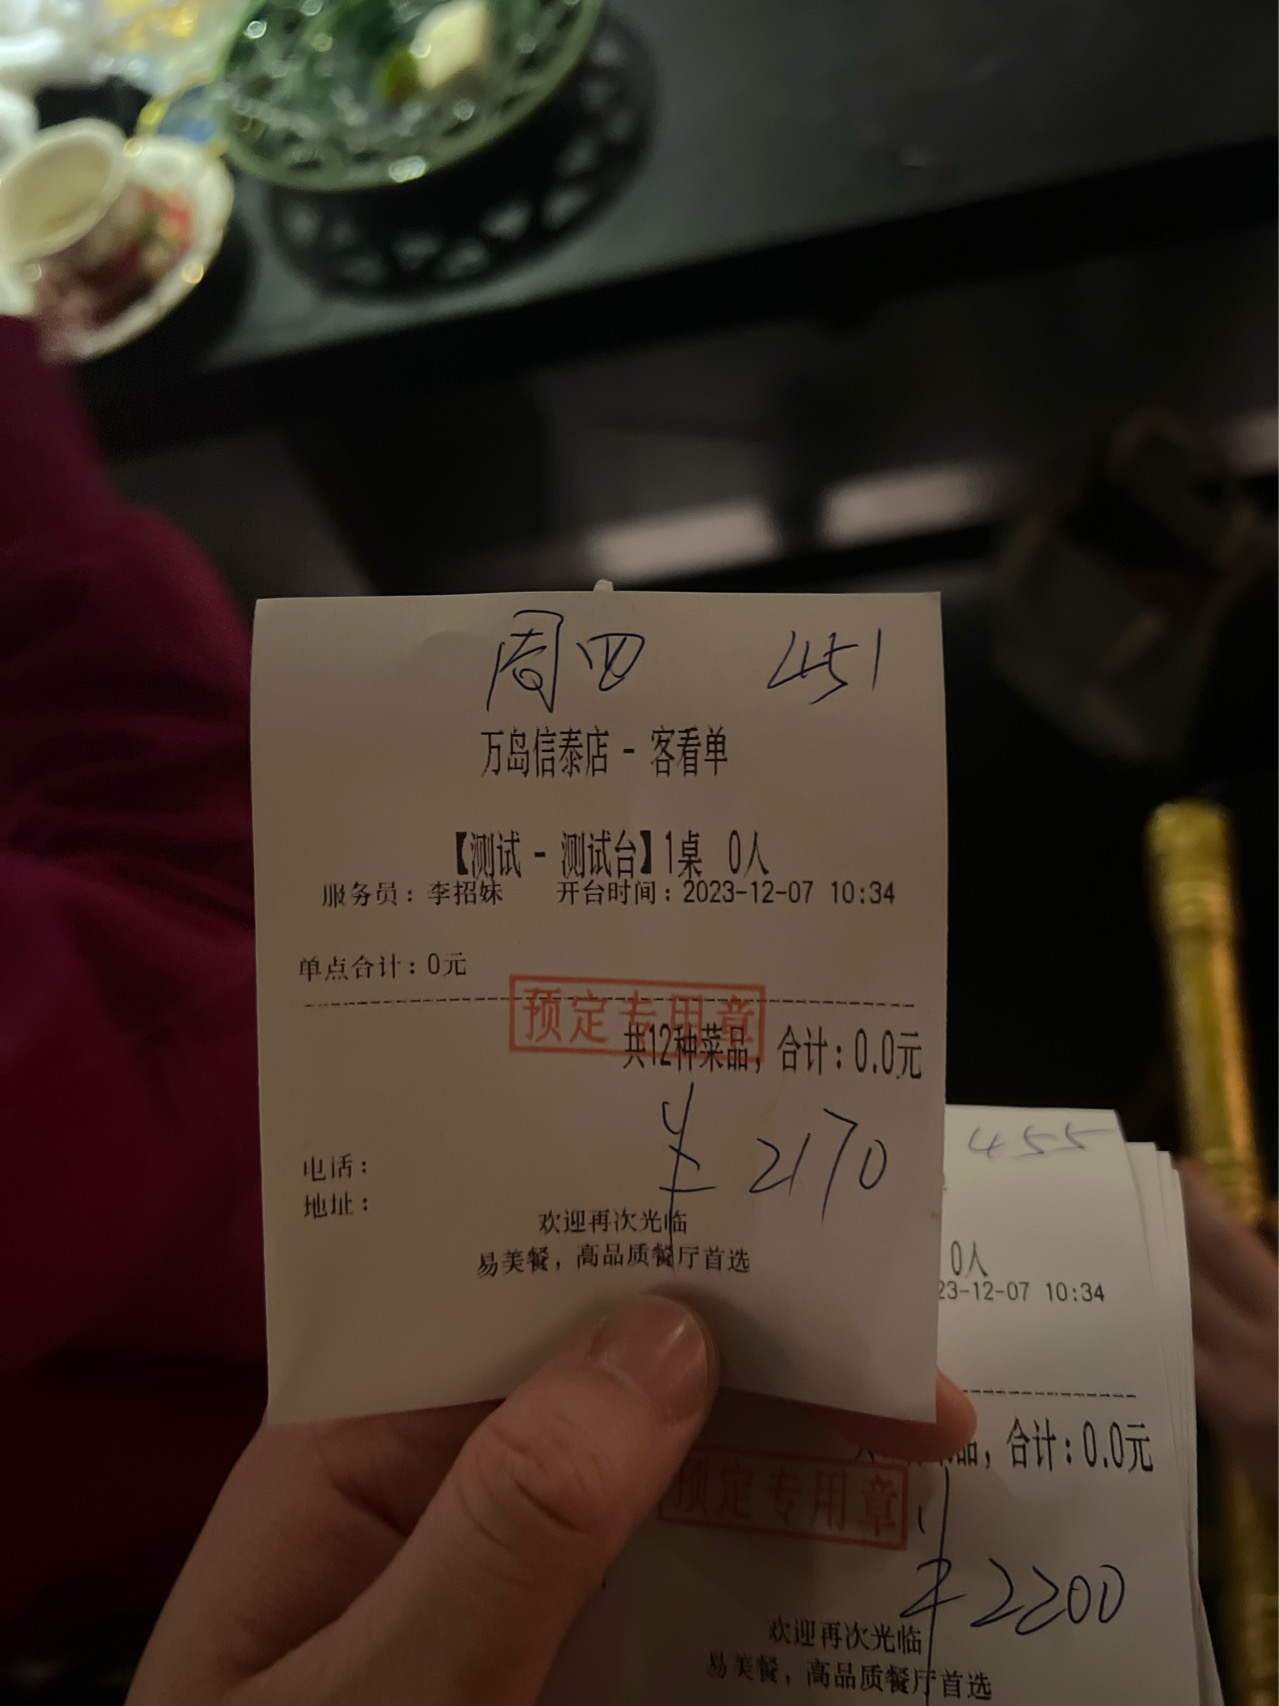 周四 451
万岛信泰店 - 客看单
【测试 - 测试台】1桌 0人
服务员：李招妹 开台时间：2023-12-07 10:34
单点合计：0元
预定专用章
共12种菜品，合计：0.0元
¥ 2170
电话：
地址：
欢迎再次光临
易美餐，高品质餐厅首选
455
0人
23-12-07 10:34
品，合计：0.0元
预定专用章
¥ 2200
欢迎再次光临
易美餐，高品质餐厅首选